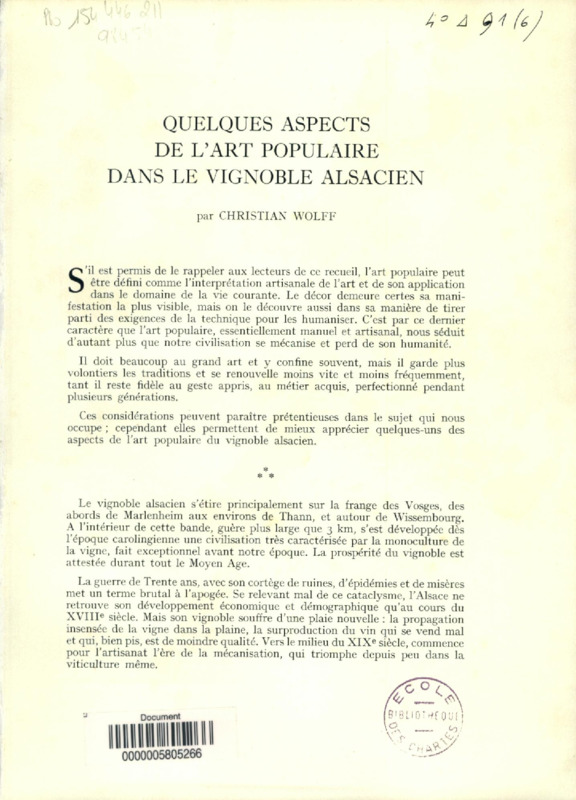 4° Δ 91 (6)
QUELQUES ASPECTS
DE L'ART POPULAIRE
DANS LE VIGNOBLE ALSACIEN
par CHRISTIAN WOLFF
S'il est permis de le rappeler aux lecteurs de ce recueil, l'art populaire peut
être défini comme l'interprétation artisanale de l'art et de son application
dans le domaine de la vie courante. Le décor demeure certes sa mani-
festation la plus visible, mais on le découvre aussi dans sa manière de tirer
parti des exigences de la technique pour les humaniser. C'est par ce dernier
caractère que l'art populaire, essentiellement manuel et artisanal, nous séduit
d'autant plus que notre civilisation se mécanise et perd de son humanité.
Il doit beaucoup au grand art et y confine souvent, mais il garde plus
volontiers les traditions et se renouvelle moins vite et moins fréquemment,
tant il reste fidèle au geste appris, au métier acquis, perfectionné pendant
plusieurs générations.
Ces considérations peuvent paraître prétentieuses dans le sujet qui nous
occupe ; cependant elles permettent de mieux apprécier quelques-uns des
aspects de l'art populaire du vignoble alsacien.
*
* *
Le vignoble alsacien s'étire principalement sur la frange des Vosges, des
abords de Marlenheim aux environs de Thann, et autour de Wissembourg.
A l'intérieur de cette bande, guère plus large que 3 km, s'est développée dès
l'époque carolingienne une civilisation très caractérisée par la monoculture de
la vigne, fait exceptionnel avant notre époque. La prospérité du vignoble est
attestée durant tout le Moyen Age.
La guerre de Trente ans, avec son cortège de ruines, d'épidémies et de misères
met un terme brutal à l'apogée. Se relevant mal de ce cataclysme, l'Alsace ne
retrouve son développement économique et démographique qu'au cours du
XVIIIe siècle. Mais son vignoble souffre d'une plaie nouvelle : la propagation
insensée de la vigne dans la plaine, la surproduction du vin qui se vend mal
et qui, bien pis, est de moindre qualité. Vers le milieu du XIXe siècle, commence
pour l'artisanat l'ère de la mécanisation, qui triomphe depuis peu dans la
viticulture même.
Document
0000005805266
ECOLE
BIBLIOTHEQUE
DES CHARTES